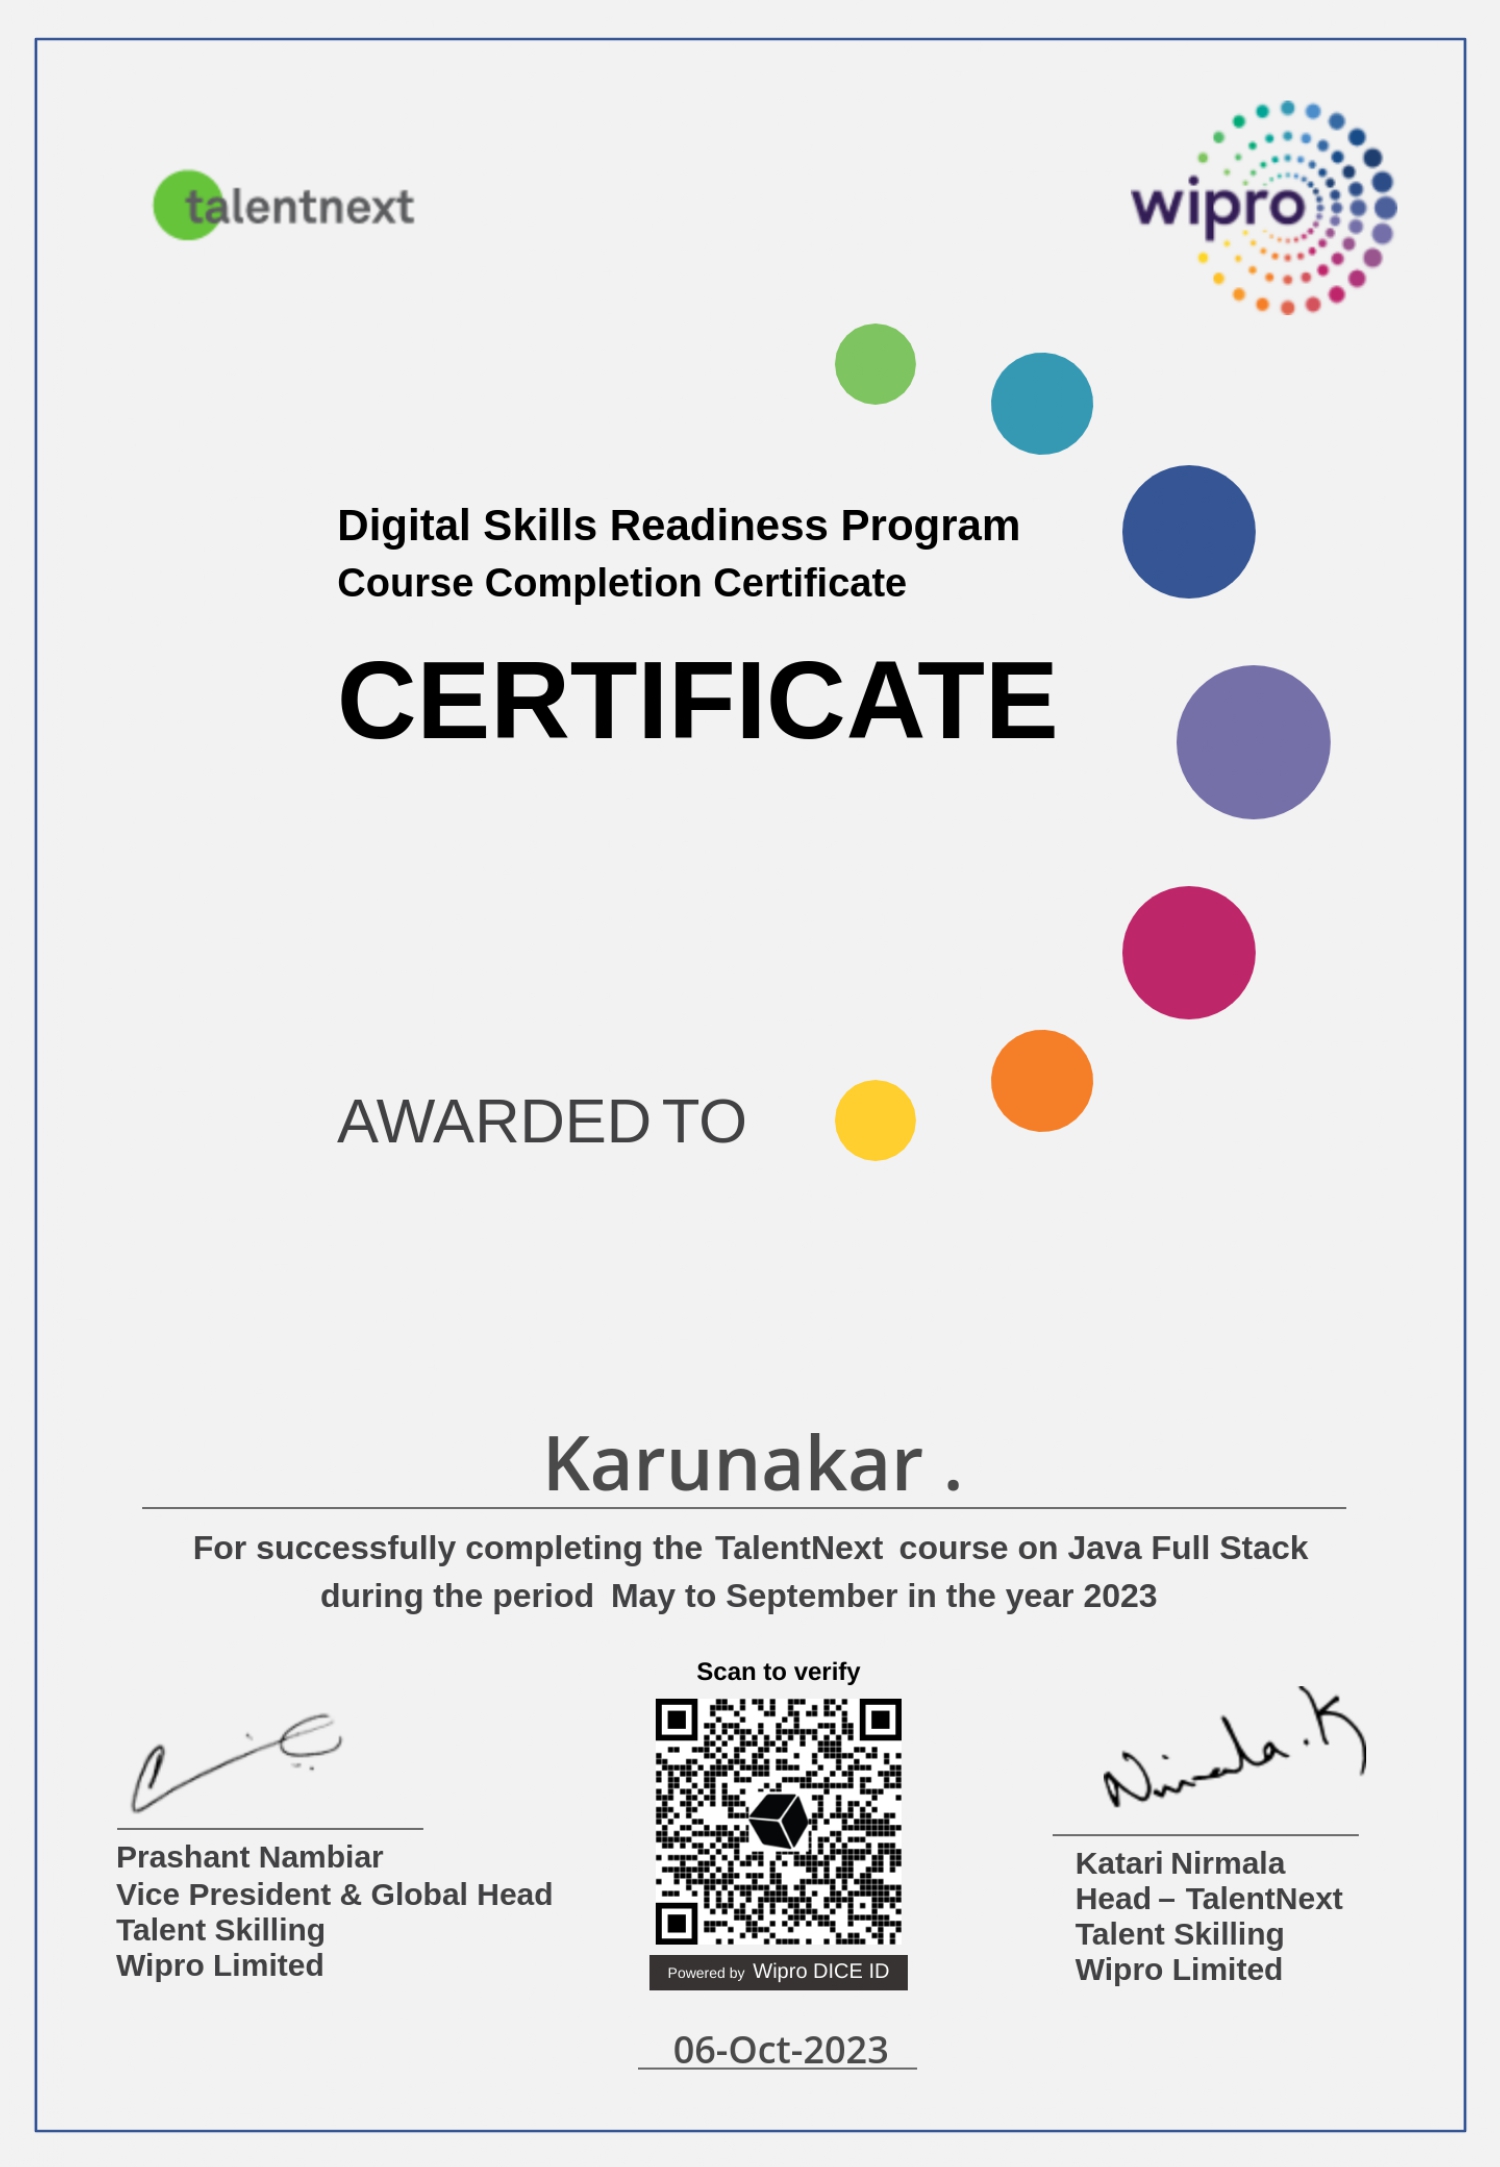 talentnext
wipro
Digital Skills Readiness Program
Course Completion Certificate
CERTIFICATE
AWARDED TO
Karunakar .
For successfully completing the TalentNext course on Java Full Stack
during the period May to September in the year 2023
Scan to verify
Nirmala.K
Prashant Nambiar
Vice President & Global Head
Talent Skilling
Wipro Limited
Powered by Wipro DICE ID
Katari Nirmala
Head – TalentNext
Talent Skilling
Wipro Limited
06-Oct-2023